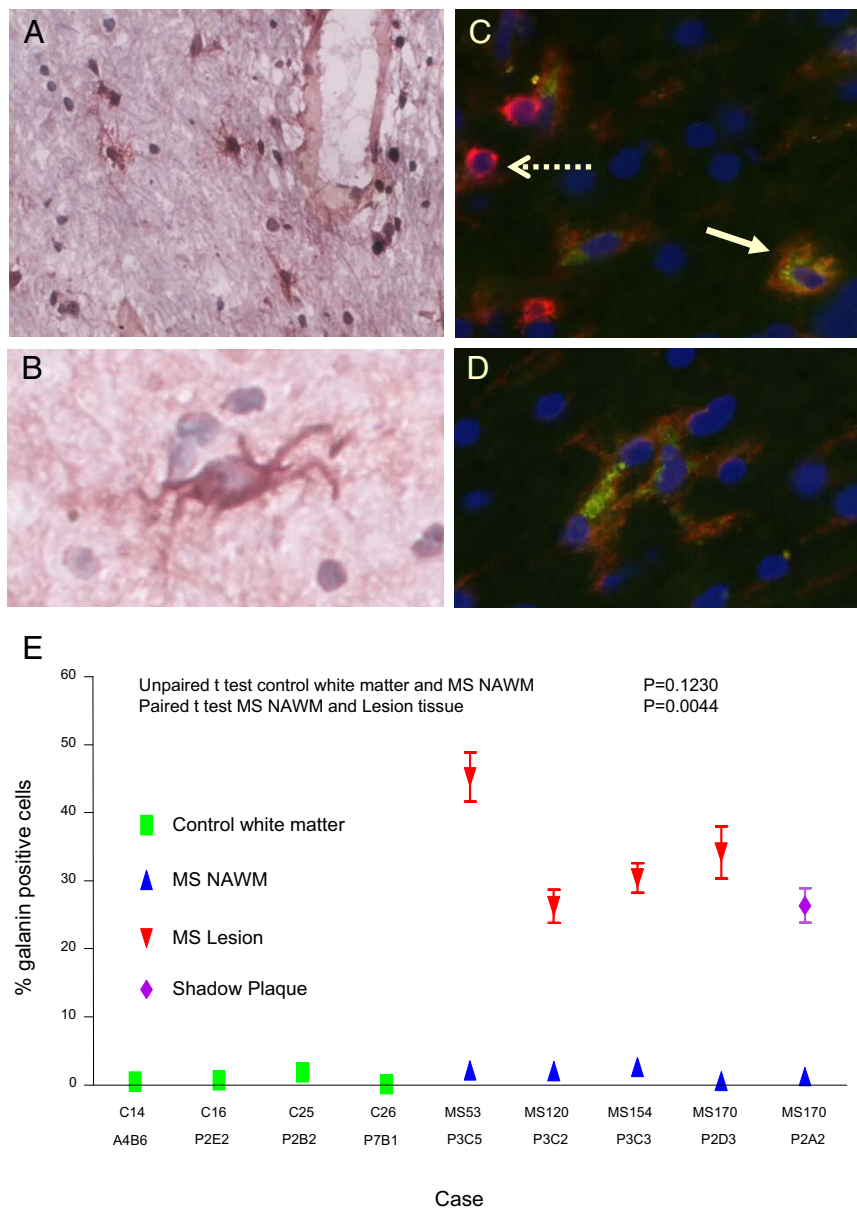 A
C
B
D
E
Unpaired t test control white matter and MS NAWM P=0.1230
Paired t test MS NAWM and Lesion tissue P=0.0044
% galanin positive cells
60
50
40
30
20
10
0
Control white matter
MS NAWM
MS Lesion
Shadow Plaque
C14 C16 C25 C26 MS53 MS120 MS154 MS170 MS170
A4B6 P2E2 P2B2 P7B1 P3C5 P3C2 P3C3 P2D3 P2A2
Case